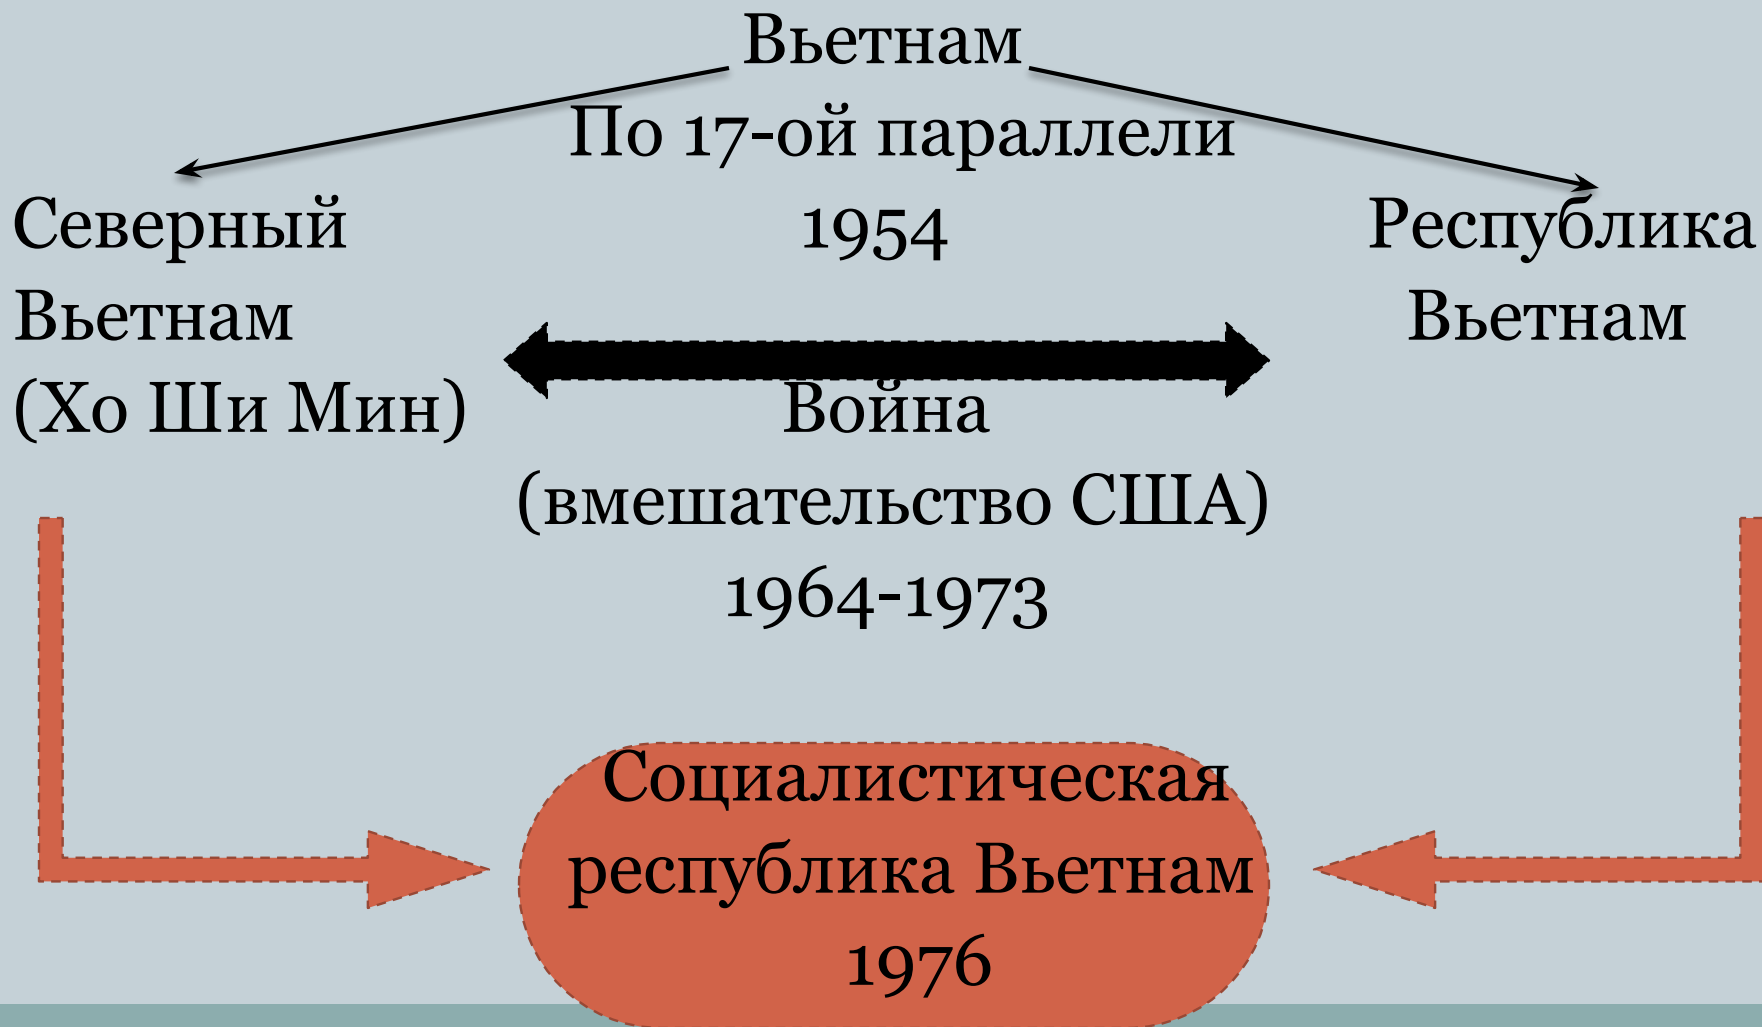 Вьетнам
По 17-ой параллели
1954
Северный
Вьетнам
(Хо Ши Мин)
Республика
Вьетнам
Война
(вмешательство США)
1964-1973
Социалистическая
республика Вьетнам
1976